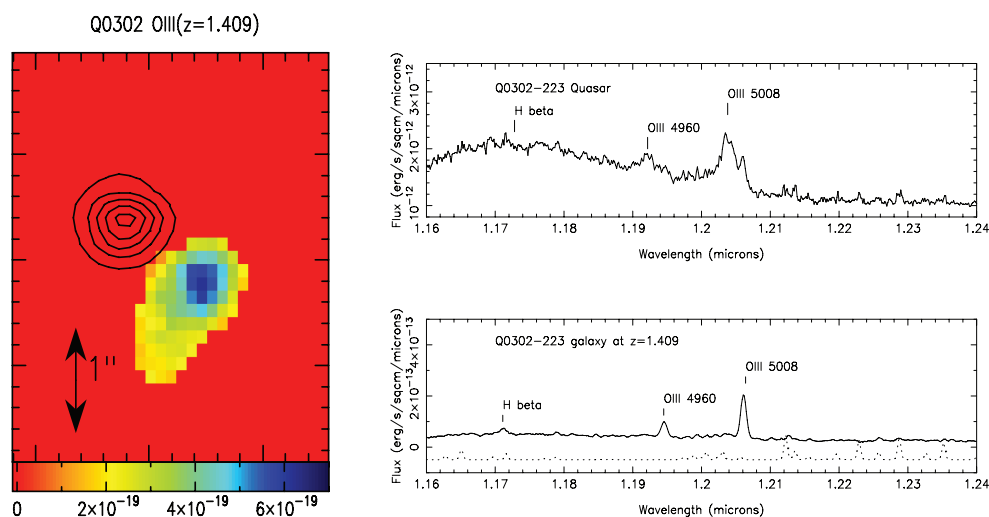 Q0302 OIII(z=1.409)
1"
0 2×10⁻¹⁹ 4×10⁻¹⁹ 6×10⁻¹⁹
Q0302-223 Quasar
H beta
OIII 4960
OIII 5008
Flux (erg/s/sqcm/microns)
10⁻¹² 2×10⁻¹² 3×10⁻¹²
1.16 1.17 1.18 1.19 1.2 1.21 1.22 1.23 1.24
Wavelength (microns)
Q0302-223 galaxy at z=1.409
H beta
OIII 4960
OIII 5008
Flux (erg/s/sqcm/microns)
0 2×10⁻¹³ 4×10⁻¹³
1.16 1.17 1.18 1.19 1.2 1.21 1.22 1.23 1.24
Wavelength (microns)